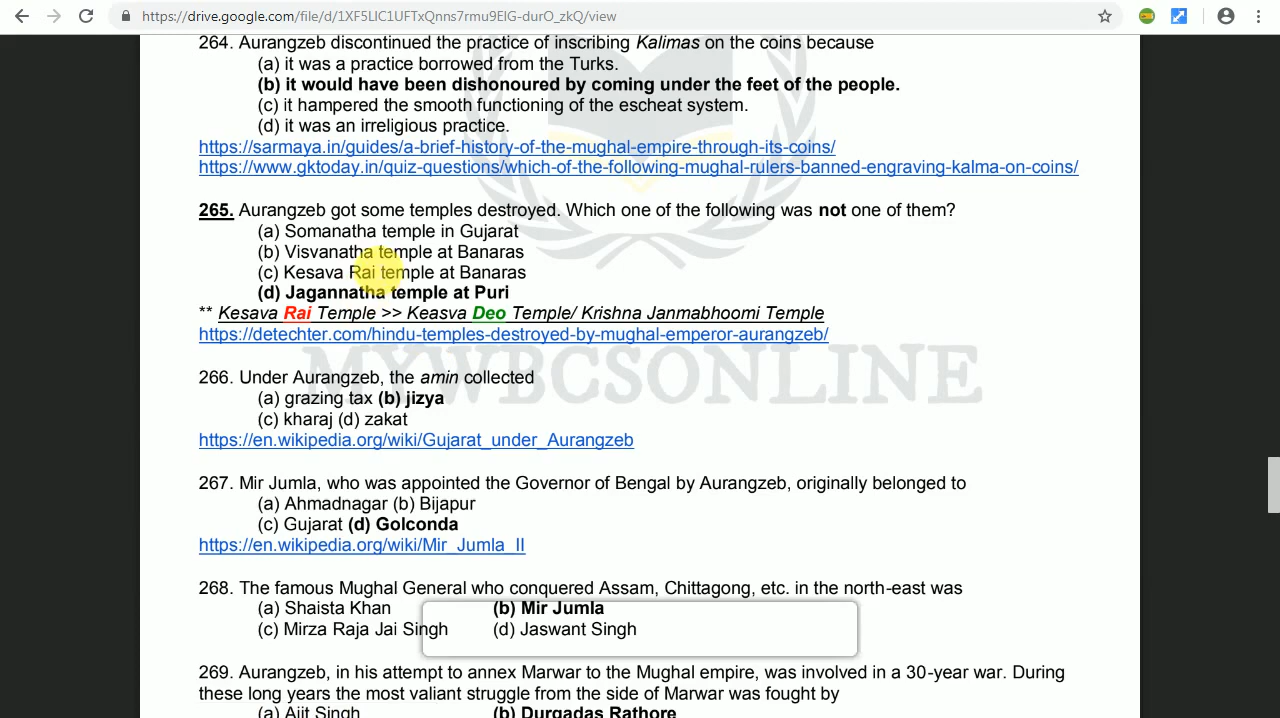 https://drive.google.com/file/d/1XF5LIC1UFTxQnns7rmu9ElG-durO_zkQ/view
264. Aurangzeb discontinued the practice of inscribing Kalimas on the coins because
(a) it was a practice borrowed from the Turks.
(b) it would have been dishonoured by coming under the feet of the people.
(c) it hampered the smooth functioning of the escheat system.
(d) it was an irreligious practice.
https://sarmaya.in/guides/a-brief-history-of-the-mughal-empire-through-its-coins/
https://www.gktoday.in/quiz-questions/which-of-the-following-mughal-rulers-banned-engraving-kalma-on-coins/
265. Aurangzeb got some temples destroyed. Which one of the following was not one of them?
(a) Somanatha temple in Gujarat
(b) Visvanatha temple at Banaras
(c) Kesava Rai temple at Banaras
(d) Jagannatha temple at Puri
** Kesava Rai Temple >> Keasva Deo Temple/ Krishna Janmabhoomi Temple
https://detechter.com/hindu-temples-destroyed-by-mughal-emperor-aurangzeb/
MYWBCSONLINE
266. Under Aurangzeb, the amin collected
(a) grazing tax (b) jizya
(c) kharaj (d) zakat
https://en.wikipedia.org/wiki/Gujarat_under_Aurangzeb
267. Mir Jumla, who was appointed the Governor of Bengal by Aurangzeb, originally belonged to
(a) Ahmadnagar (b) Bijapur
(c) Gujarat (d) Golconda
https://en.wikipedia.org/wiki/Mir_Jumla_II
268. The famous Mughal General who conquered Assam, Chittagong, etc. in the north-east was
(a) Shaista Khan (b) Mir Jumla
(c) Mirza Raja Jai Singh (d) Jaswant Singh
269. Aurangzeb, in his attempt to annex Marwar to the Mughal empire, was involved in a 30-year war. During
these long years the most valiant struggle from the side of Marwar was fought by
(a) Ajit Singh (b) Durgadas Rathore